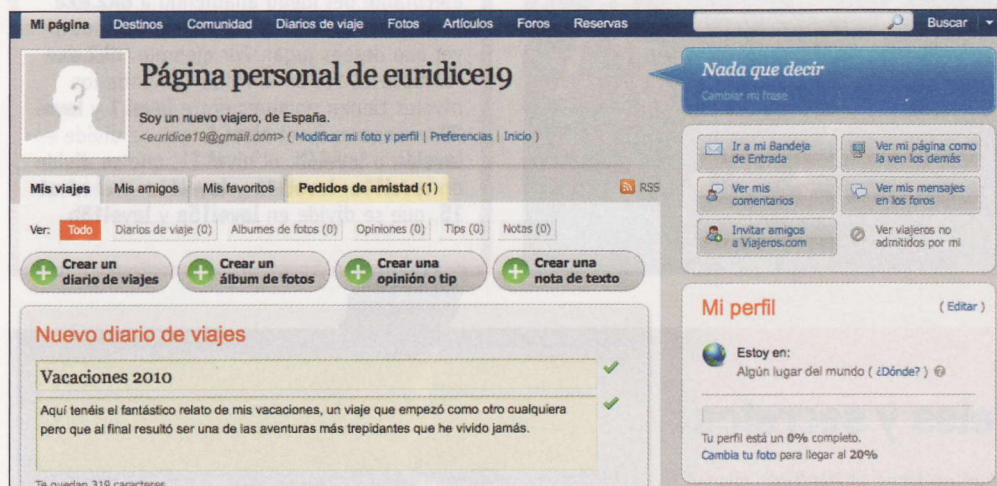 Mi página Destinos Comunidad Diarios de viaje Fotos Artículos Foros Reservas Buscar
Página personal de euridice19
Soy un nuevo viajero, de España.
<euridice19@gmail.com> ( Modificar mi foto y perfil | Preferencias | Inicio )
Nada que decir
Cambiar mi frase
Ir a mi Bandeja
de Entrada
Ver mi página como
la ven los demás
Ver mis
comentarios
Ver mis mensajes
en los foros
Invitar amigos
a Viajeros.com
Ver viajeros no
admitidos por mi
Mis viajes Mis amigos Mis favoritos Pedidos de amistad (1) RSS
Ver: Todo Diarios de viaje (0) Albumes de fotos (0) Opiniones (0) Tips (0) Notas (0)
Crear un
diario de viajes
Crear un
álbum de fotos
Crear una
opinión o tip
Crear una
nota de texto
Nuevo diario de viajes
Vacaciones 2010
Aquí tenéis el fantástico relato de mis vacaciones, un viaje que empezó como otro cualquiera
pero que al final resultó ser una de las aventuras más trepidantes que he vivido jamás.
Te quedan 319 caracteres
Mi perfil ( Editar )
Estoy en:
Algún lugar del mundo ( ¿Dónde? )
Tu perfil está un 0% completo.
Cambia tu foto para llegar al 20%